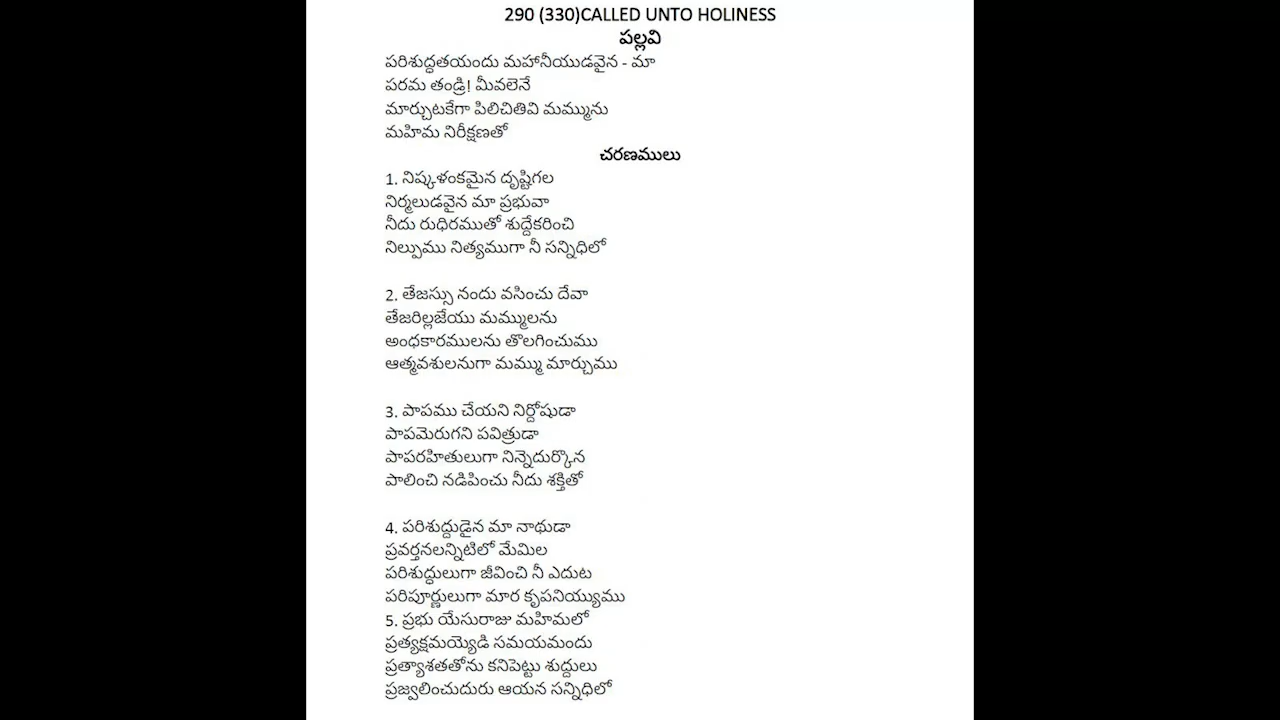 290 (330)CALLED UNTO HOLINESS
పల్లవి
పరిశుద్ధతయందు మహనీయుడవైన - మా
పరమ తండ్రి! మీవలెనే
మార్చుటకేగా పిలిచితివి మమ్మును
మహిమ నిరీక్షణతో
చరణములు
1. నిష్కళంకమైన దృష్టిగల
నిర్మలుడవైన మా ప్రభువా
నీదు రుధిరముతో శుద్దేకరించి
నిల్పుము నిత్యముగా నీ సన్నిధిలో
2. తేజస్సు నందు వసించు దేవా
తేజరిల్లజేయు మమ్ములను
అంధకారములను తొలగించుము
ఆత్మవశులనుగా మమ్ము మార్చుము
3. పాపము చేయని నిర్దోషుడా
పాపమెరుగని పవిత్రుడా
పాపరహితులుగా నిన్నెదుర్కొన
పాలించి నడిపించు నీదు శక్తితో
4. పరిశుద్దుడైన మా నాథుడా
ప్రవర్తనలన్నిటిలో మేమిల
పరిశుద్ధులుగా జీవించి నీ ఎదుట
పరిపూర్ణులుగా మార కృపనియ్యుము
5. ప్రభు యేసురాజు మహిమలో
ప్రత్యక్షమయ్యెడి సమయమందు
ప్రత్యాశతతోను కనిపెట్టు శుద్దులు
ప్రజ్వలించుదురు ఆయన సన్నిధిలో